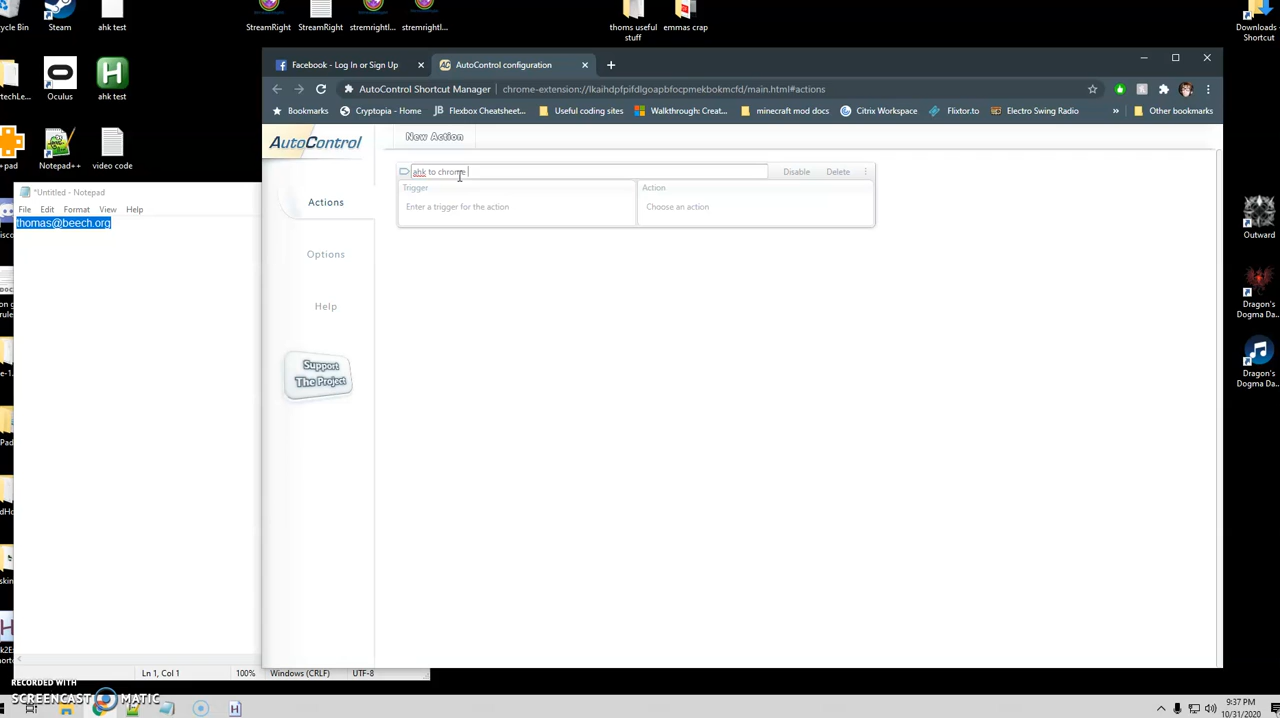 cycle Bin
Steam
ahk test
StreamRight
StreamRight
stremrightl...
stremrightl...
thoms useful
stuff
emmas crap
Downloads -
Shortcut
Facebook - Log In or Sign Up
AutoControl configuration
AutoControl Shortcut Manager
chrome-extension://lkaihdpfpifdlgoapbfocpmekbokmcfd/main.html#actions
Bookmarks
Cryptopia - Home
Flexbox Cheatsheet...
Useful coding sites
Walkthrough: Creat...
minecraft mod docs
Citrix Workspace
Flixtor.to
Electro Swing Radio
»
Other bookmarks
rtechLe...
Oculus
ahk test
+pad
Notepad++
video code
*Untitled - Notepad
File Edit Format View Help
thomas@beech.org
Ln 1, Col 1
100%
Windows (CRLF)
UTF-8
AutoControl
New Action
Actions
Options
Help
Support
The Project
ahk to chrome
Disable
Delete
Trigger
Enter a trigger for the action
Action
Choose an action
Outward
Dragon's
Dogma Da...
Dragon's
Dogma Da...
RECORDED WITH
SCREENCAST MATIC
9:37 PM
10/31/2020